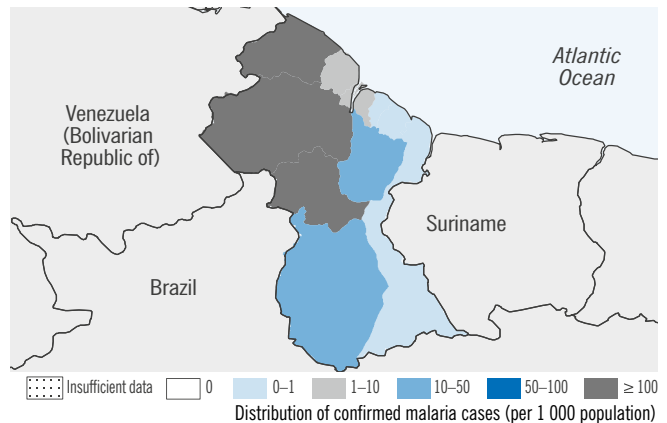 Atlantic
Ocean
Venezuela
(Bolivarian
Republic of)
Suriname
Brazil
Insufficient data 0 0–1 1–10 10–50 50–100 ≥ 100
Distribution of confirmed malaria cases (per 1 000 population)